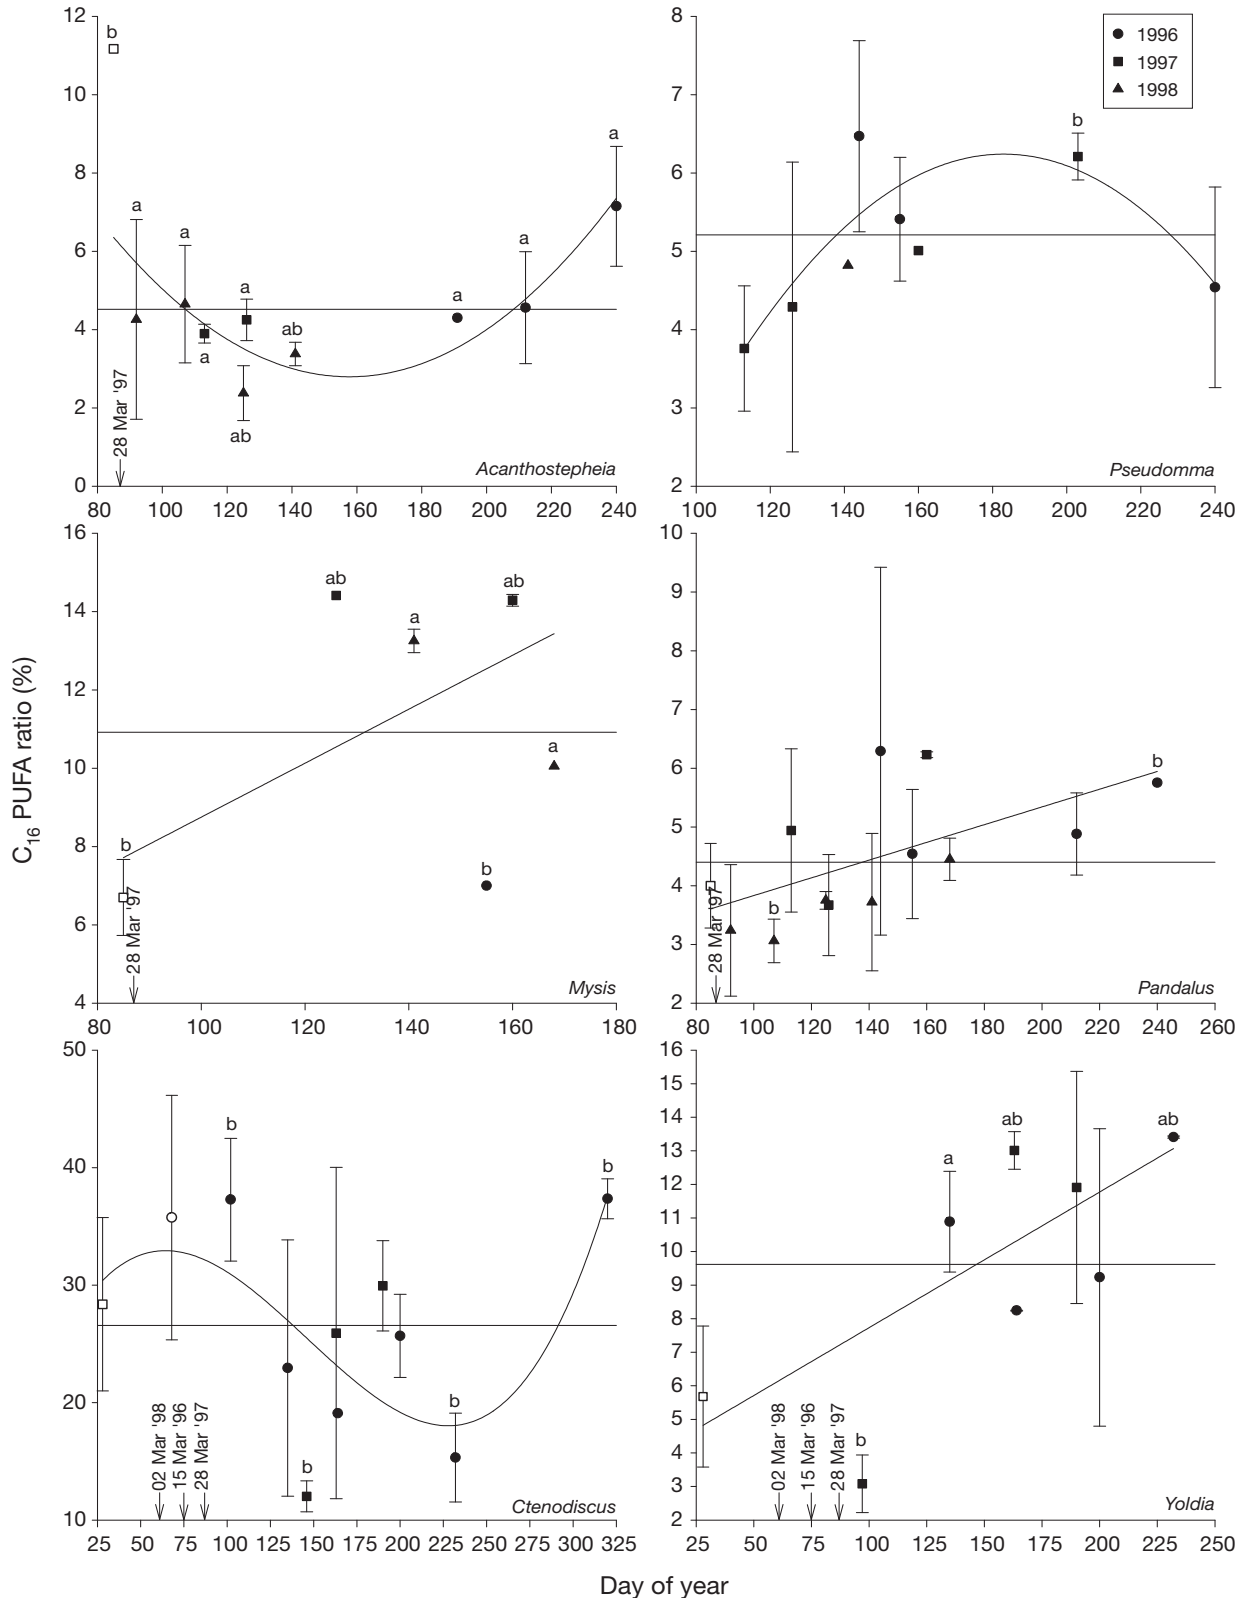 12
10
8
6
4
2
0
b
a
a
a
a
a
ab
ab
a
a
a
28 Mar '97
Acanthostepheia
80 100 120 140 160 180 200 220 240
8
7
6
5
4
3
2
1996
1997
1998
b
Pseudomma
100 120 140 160 180 200 220 240
16
14
12
10
8
6
4
b
ab
a
ab
b
a
28 Mar '97
Mysis
80 100 120 140 160 180
10
9
8
7
6
5
4
3
2
b
b
28 Mar '97
Pandalus
80 100 120 140 160 180 200 220 240 260
50
40
30
20
10
b
b
b
b
02 Mar '98
15 Mar '96
28 Mar '97
Ctenodiscus
25 50 75 100 125 150 175 200 225 250 275 300 325
16
15
14
13
12
11
10
9
8
7
6
5
4
3
2
a
ab
ab
b
02 Mar '98
15 Mar '96
28 Mar '97
Yoldia
25 50 75 100 150 200 250
C16 PUFA ratio (%)
Day of year